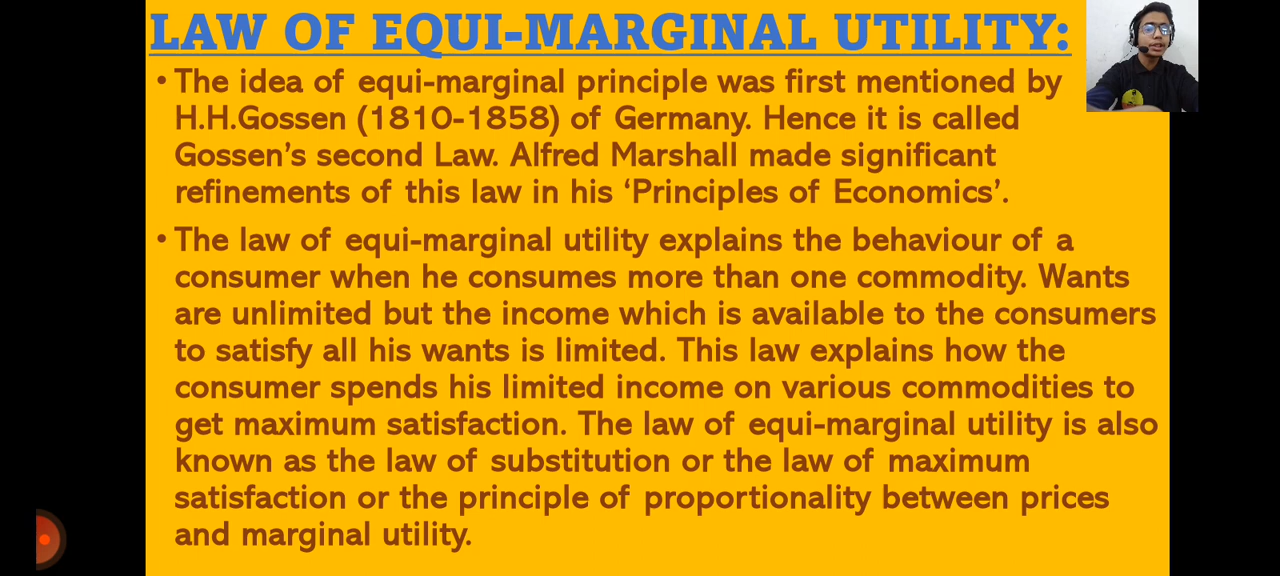 LAW OF EQUI-MARGINAL UTILITY:
• The idea of equi-marginal principle was first mentioned by
H.H.Gossen (1810-1858) of Germany. Hence it is called
Gossen’s second Law. Alfred Marshall made significant
refinements of this law in his ‘Principles of Economics’.
• The law of equi-marginal utility explains the behaviour of a
consumer when he consumes more than one commodity. Wants
are unlimited but the income which is available to the consumers
to satisfy all his wants is limited. This law explains how the
consumer spends his limited income on various commodities to
get maximum satisfaction. The law of equi-marginal utility is also
known as the law of substitution or the law of maximum
satisfaction or the principle of proportionality between prices
and marginal utility.